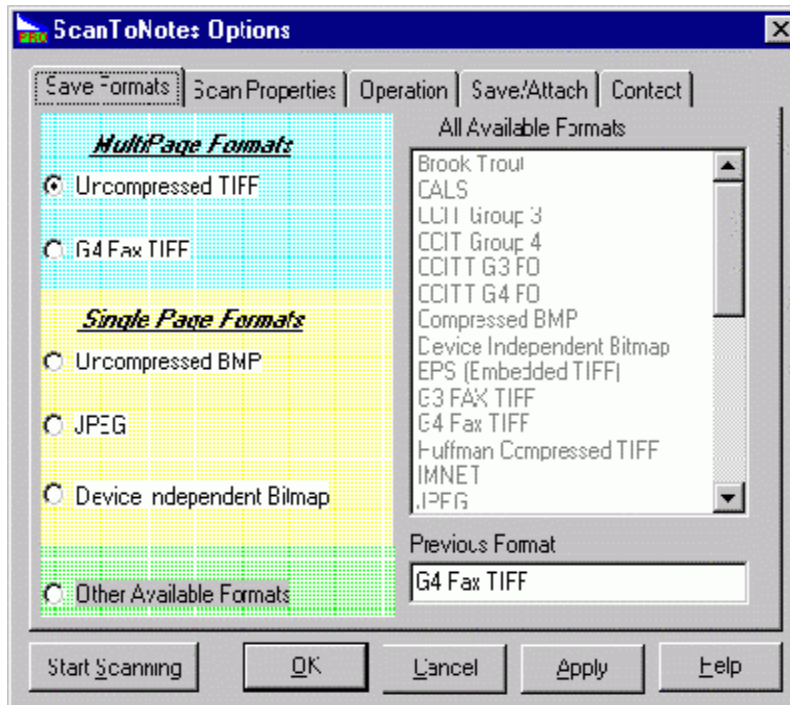 PRO
ScanToNotes Options
Save Formats
Scan Properties
Operation
Save/Attach
Contact
MultiPage Formats
Uncompressed TIFF
G4 Fax TIFF
Single Page Formats
Uncompressed BMP
JPEG
Device Independent Bitmap
Other Available Formats
All Available Formats
Brook Trout
CALS
CCIT Group 3
CCIT Group 4
CCITT G3 FO
CCITT G4 FO
Compressed BMP
Device Independent Bitmap
EPS (Embedded TIFF)
G3 FAX TIFF
G4 Fax TIFF
Huffman Compressed TIFF
IMNET
JPEG
Previous Format
G4 Fax TIFF
Start Scanning
OK
Cancel
Apply
Help